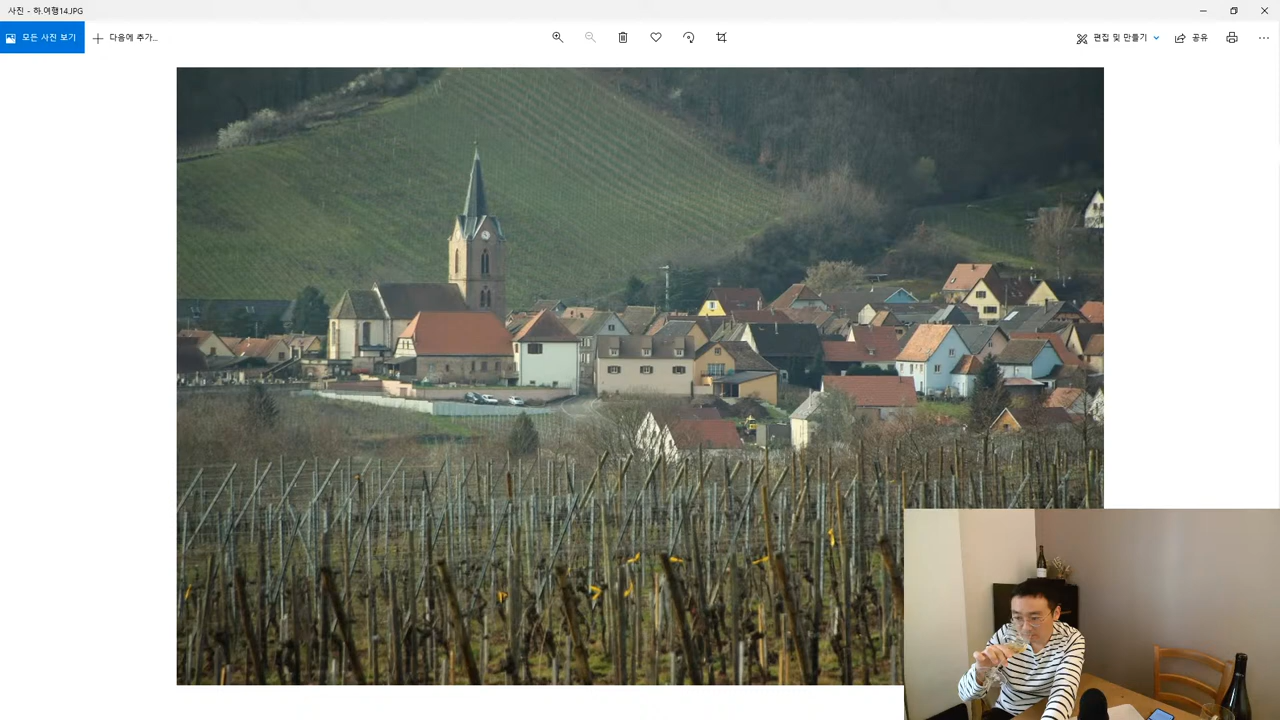 사진 - 하.여행14.JPG
모든 사진 보기
다음에 추가...
편집 및 만들기
공유